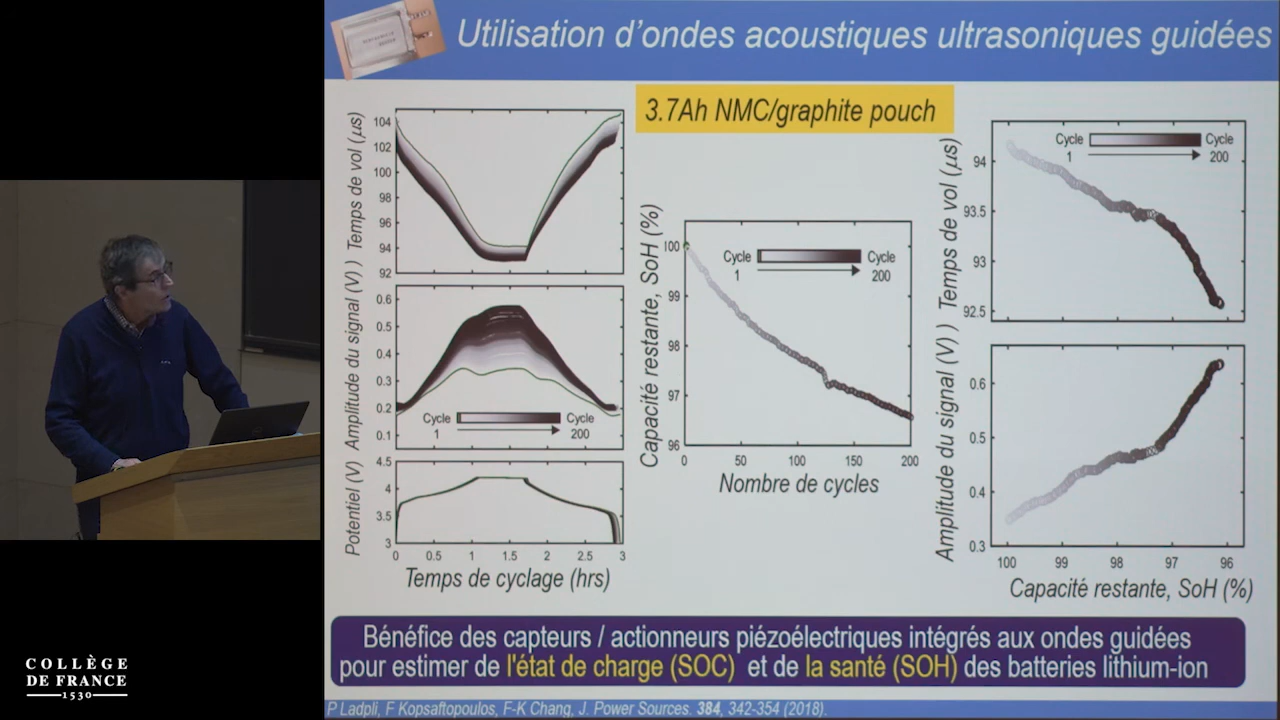 Utilisation d'ondes acoustiques ultrasoniques guidées
3.7Ah NMC/graphite pouch
Temps de vol (µs)
104
102
100
98
96
94
92
Amplitude du signal (V) )
0.6
0.5
0.4
0.3
0.2
0.1
Cycle
1
Cycle
200
Potentiel (V)
4.5
3.5
3
0
0.5
1
1.5
2
2.5
3
Temps de cyclage (hrs)
Capacité restante, SoH (%)
100
99
98
97
96
Cycle
1
Cycle
200
0
50
100
150
200
Nombre de cycles
Temps de vol (µs)
94
93.5
93
92.5
Cycle
1
Cycle
200
Amplitude du signal (V) )
0.6
0.5
0.4
0.3
100
99
98
97
96
Capacité restante, SoH (%)
Bénéfice des capteurs / actionneurs piézoélectriques intégrés aux ondes guidées
pour estimer de l'état de charge (SOC) et de la santé (SOH) des batteries lithium-ion
P Ladpli, F Kopsaftopoulos, F-K Chang, J. Power Sources. 384, 342-354 (2018).
COLLÈGE
DE FRANCE
1530